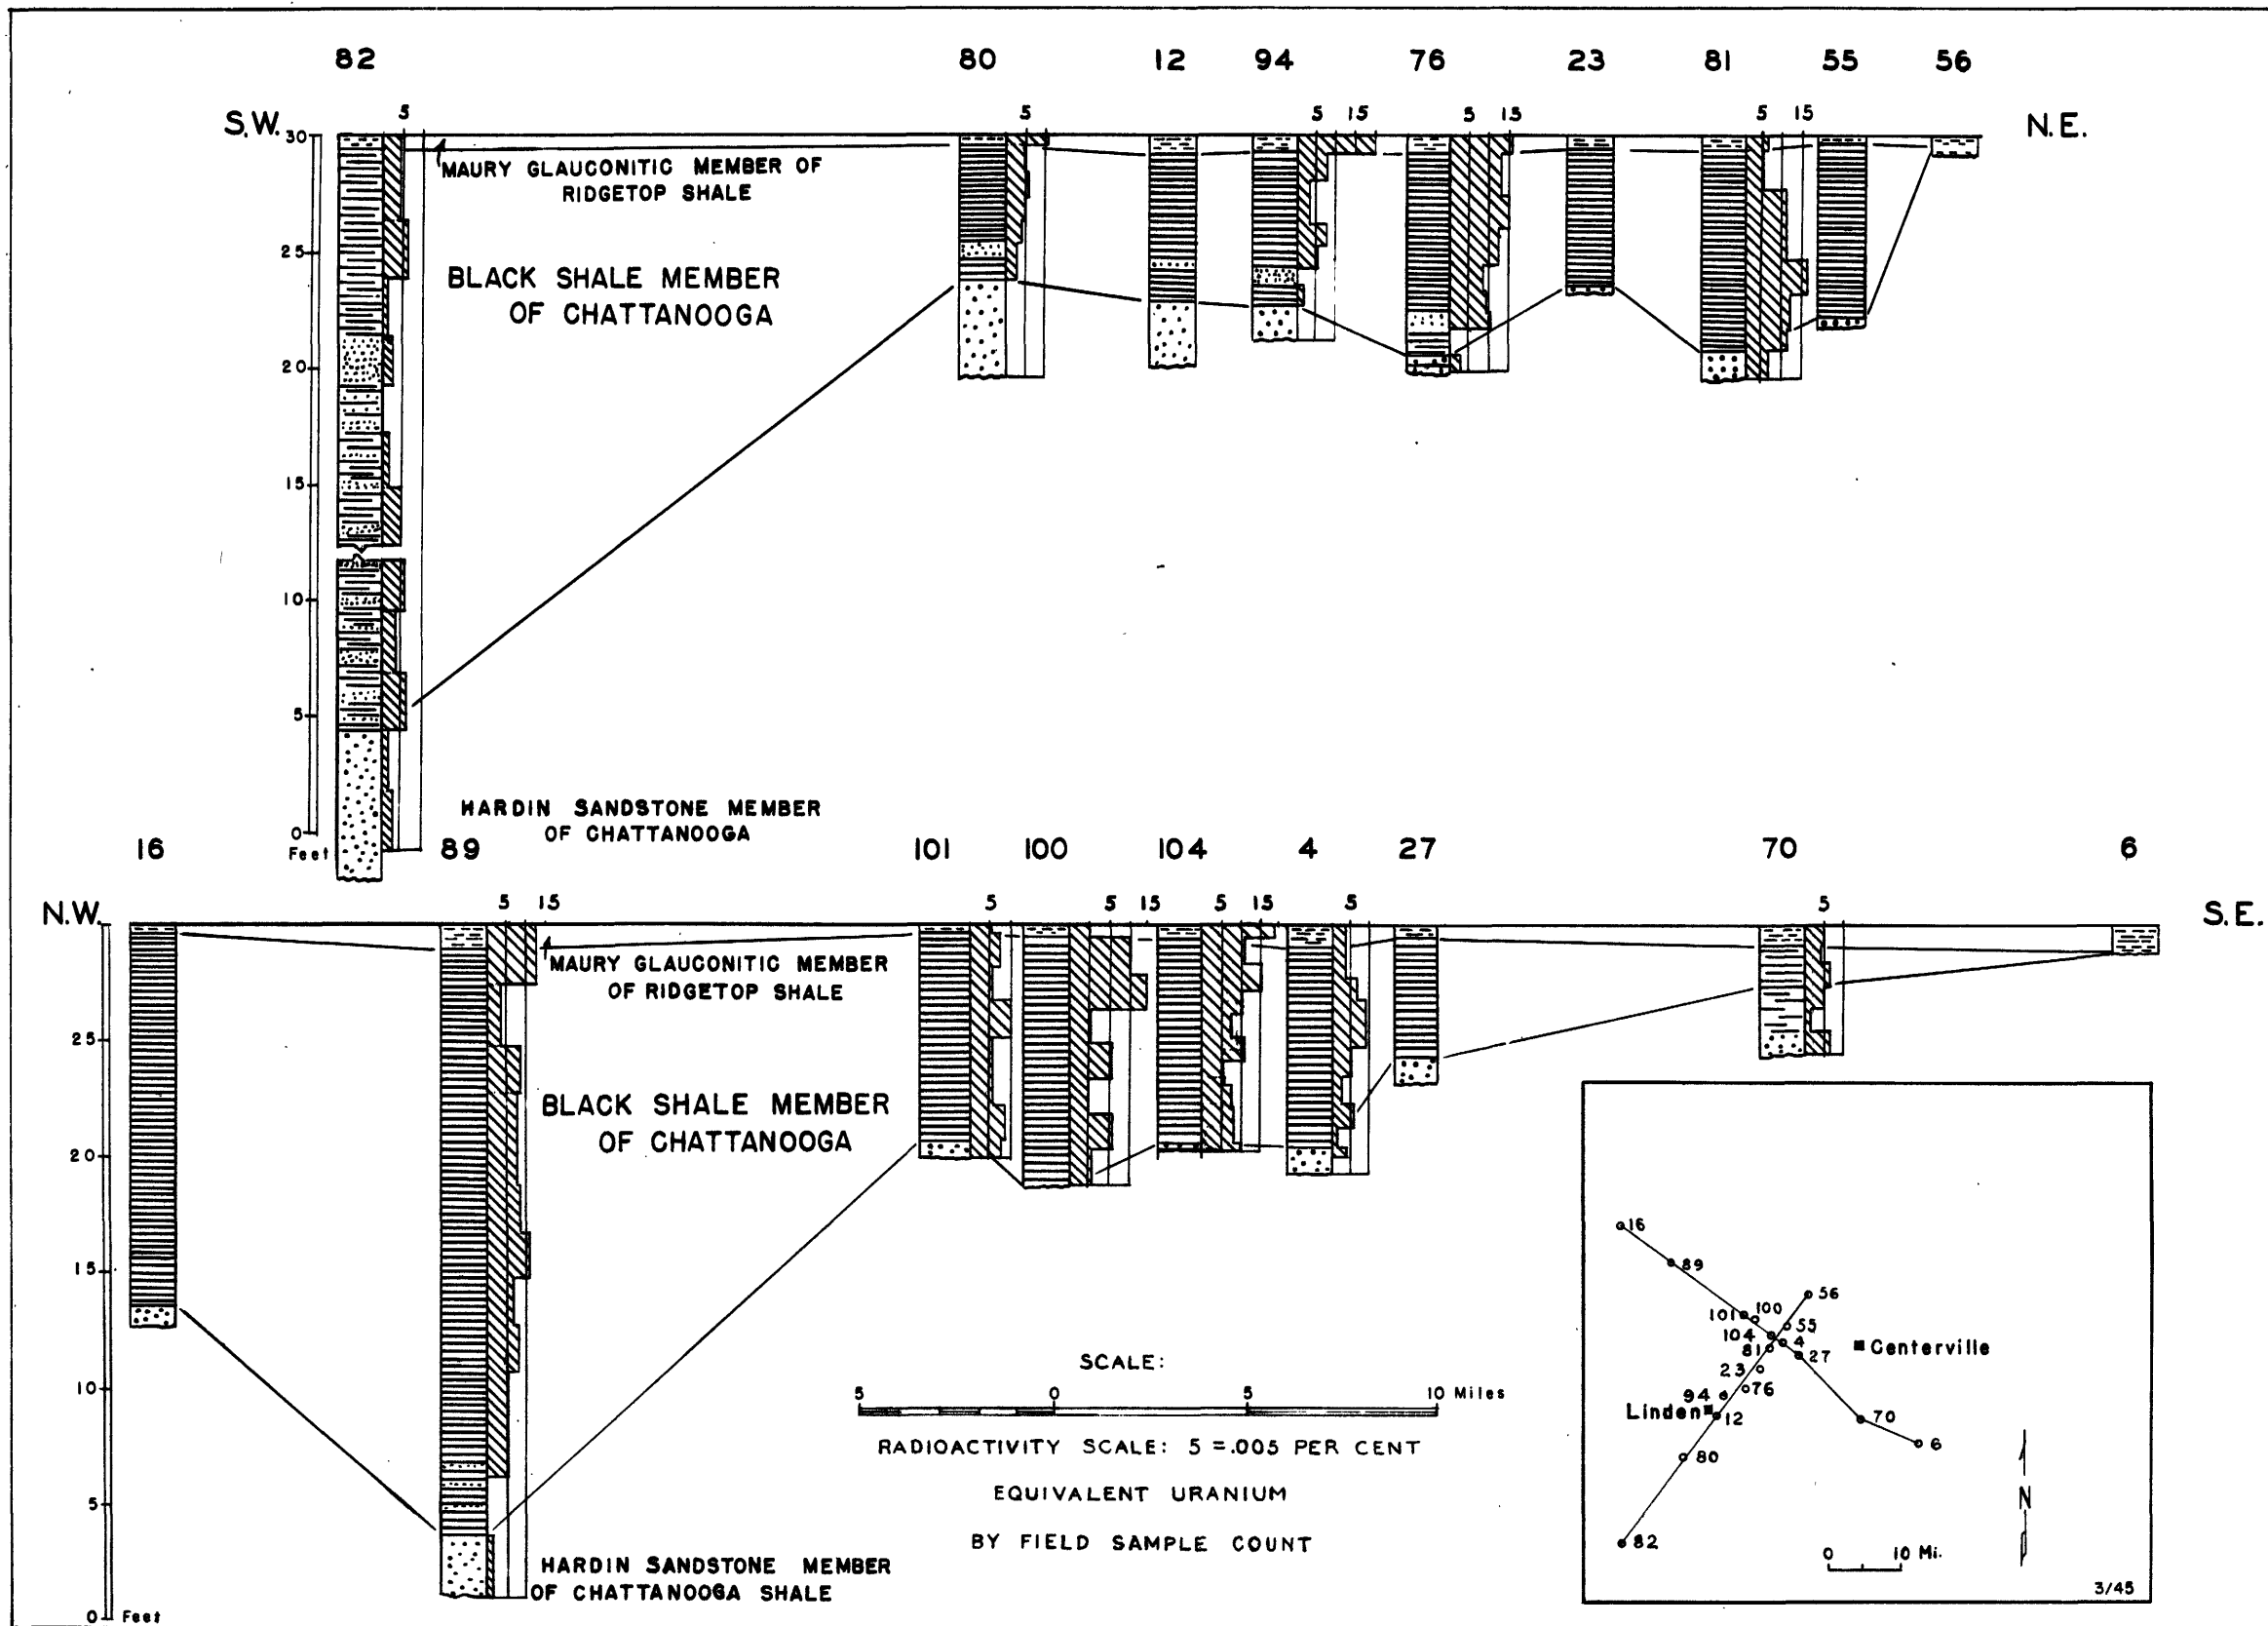 82 80 12 94 76 23 81 55 56
5 5 5 15 5 15 5 15
S.W. 30 N.E.
MAURY GLAUCONITIC MEMBER OF
RIDGETOP SHALE
25
BLACK SHALE MEMBER
OF CHATTANOOGA
20
15
10
5
HARDIN SANDSTONE MEMBER
OF CHATTANOOGA
0
Feet
16 89 101 100 104 4 27 70 6
5 15 5 5 15 5 15 5 5
N.W. S.E.
MAURY GLAUCONITIC MEMBER
OF RIDGETOP SHALE
25
BLACK SHALE MEMBER
OF CHATTANOOGA
20
15
10
5
HARDIN SANDSTONE MEMBER
OF CHATTANOOGA SHALE
0 Feet
SCALE:
5 0 5 10 Miles
RADIOACTIVITY SCALE: 5 =.005 PER CENT
EQUIVALENT URANIUM
BY FIELD SAMPLE COUNT
16
89
56
101 100
55
104 4
81 27
Centerville
23
94 76
Linden 12
70
6
80
82
N
0 10 Mi.
3/45